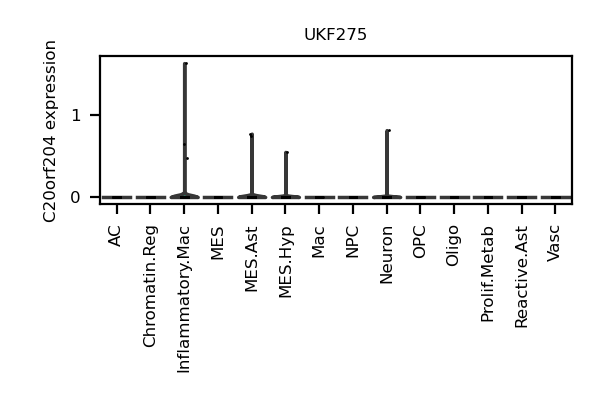 UKF275
C20orf204 expression
1
0
AC
Chromatin.Reg
Inflammatory.Mac
MES
MES.Ast
MES.Hyp
Mac
NPC
Neuron
OPC
Oligo
Prolif.Metab
Reactive.Ast
Vasc